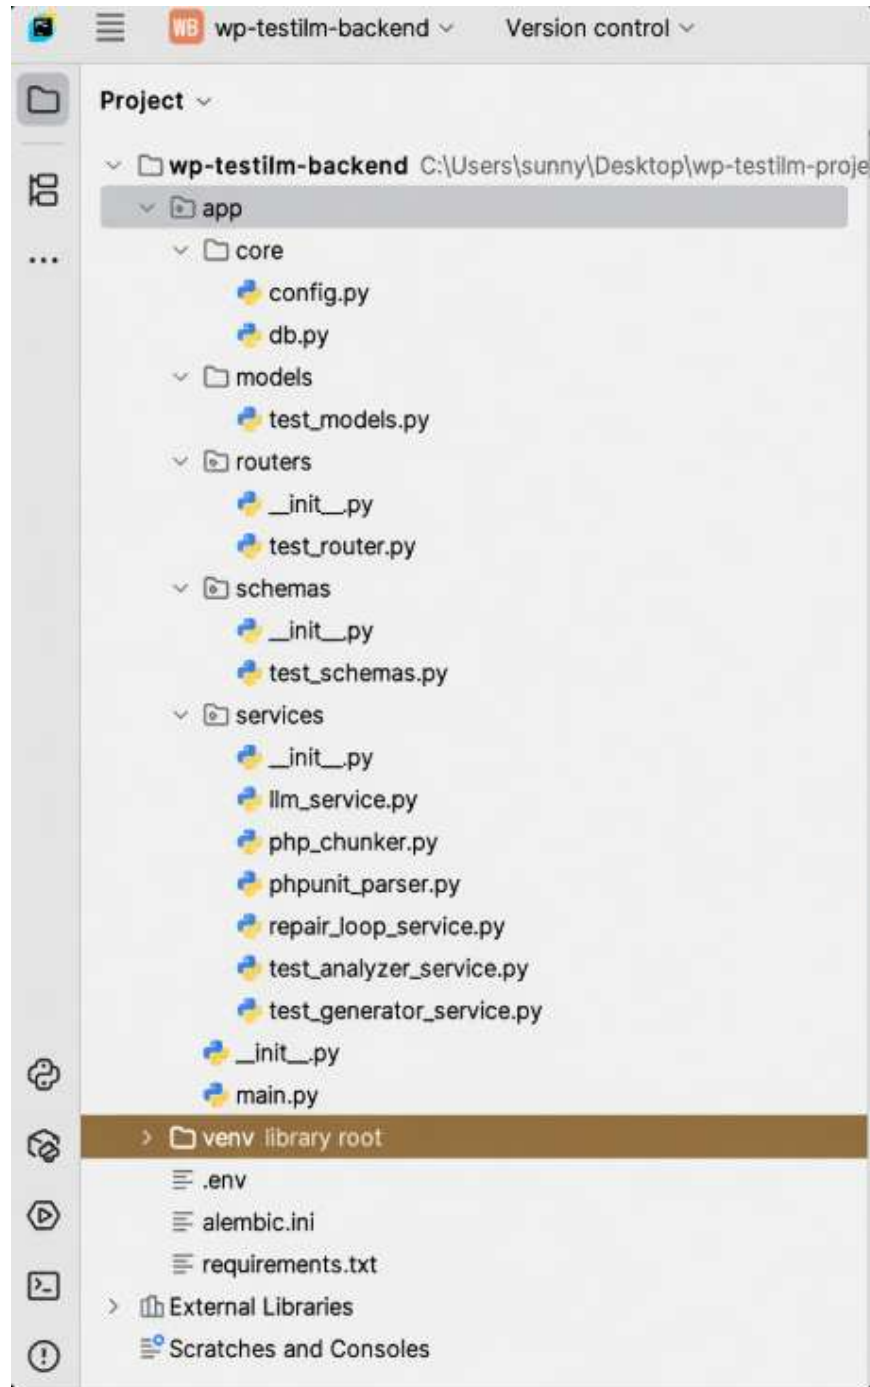 WB wp-testilm-backend Version control
Project
wp-testilm-backend C:\Users\sunny\Desktop\wp-testilm-proje
app
core
config.py
db.py
models
test_models.py
routers
__init__.py
test_router.py
schemas
__init__.py
test_schemas.py
services
__init__.py
llm_service.py
php_chunker.py
phpunit_parser.py
repair_loop_service.py
test_analyzer_service.py
test_generator_service.py
__init__.py
main.py
venv library root
.env
alembic.ini
requirements.txt
External Libraries
Scratches and Consoles